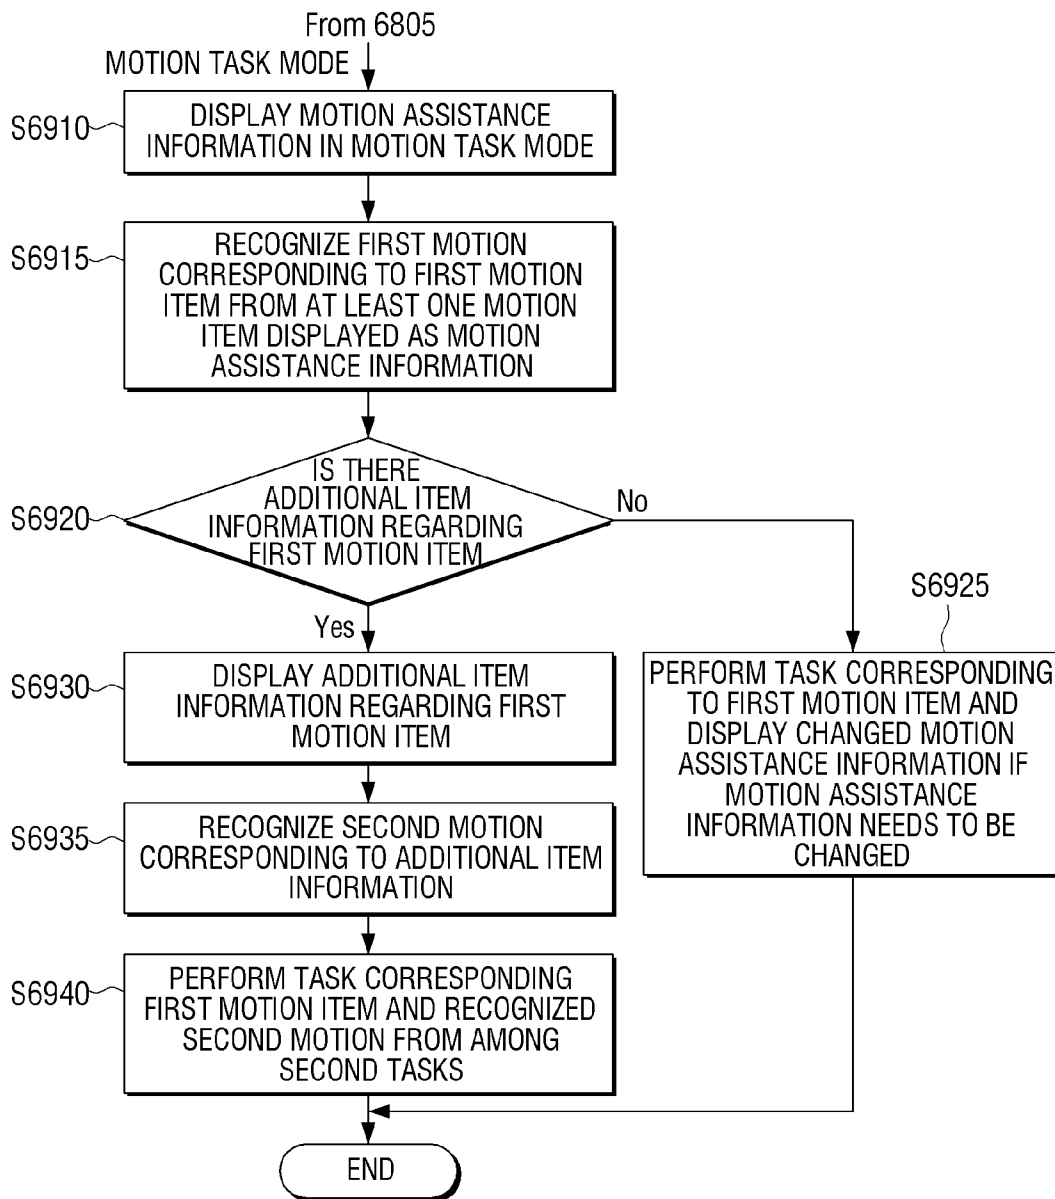 From 6805
MOTION TASK MODE
S6910
DISPLAY MOTION ASSISTANCE
INFORMATION IN MOTION TASK MODE
S6915
RECOGNIZE FIRST MOTION
CORRESPONDING TO FIRST MOTION
ITEM FROM AT LEAST ONE MOTION
ITEM DISPLAYED AS MOTION
ASSISTANCE INFORMATION
S6920
IS THERE
ADDITIONAL ITEM
INFORMATION REGARDING
FIRST MOTION ITEM
No
Yes
S6925
PERFORM TASK CORRESPONDING
TO FIRST MOTION ITEM AND
DISPLAY CHANGED MOTION
ASSISTANCE INFORMATION IF
MOTION ASSISTANCE
INFORMATION NEEDS TO BE
CHANGED
S6930
DISPLAY ADDITIONAL ITEM
INFORMATION REGARDING FIRST
MOTION ITEM
S6935
RECOGNIZE SECOND MOTION
CORRESPONDING TO ADDITIONAL ITEM
INFORMATION
S6940
PERFORM TASK CORRESPONDING
FIRST MOTION ITEM AND RECOGNIZED
SECOND MOTION FROM AMONG
SECOND TASKS
END